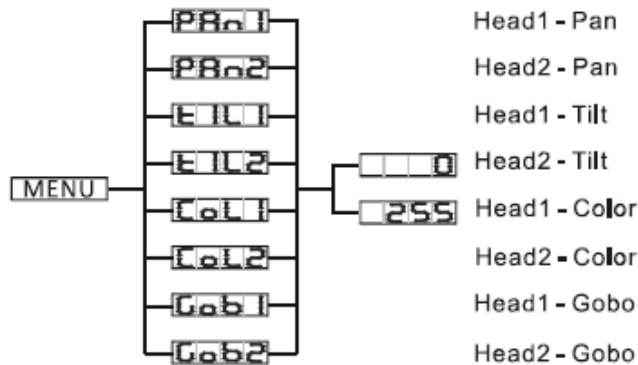 PAn1 Head1 - Pan
PAn2 Head2 - Pan
tIL1 Head1 - Tilt
tIL2 0 Head2 - Tilt
MENU
CoL1 255 Head1 - Color
CoL2 Head2 - Color
Gob1 Head1 - Gobo
Gob2 Head2 - Gobo